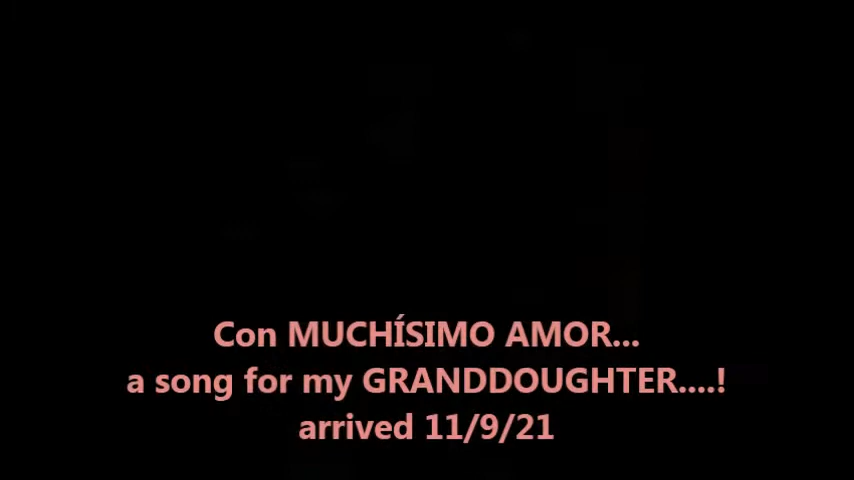 Con MUCHÍSIMO AMOR...
a song for my GRANDDOUGHTER....!
arrived 11/9/21